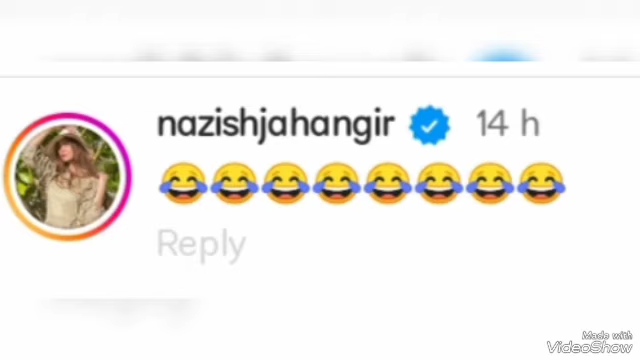 nazishjahangir 14 h
😂😂😂😂😂😂😂😂
Reply
Made with
VideoShow